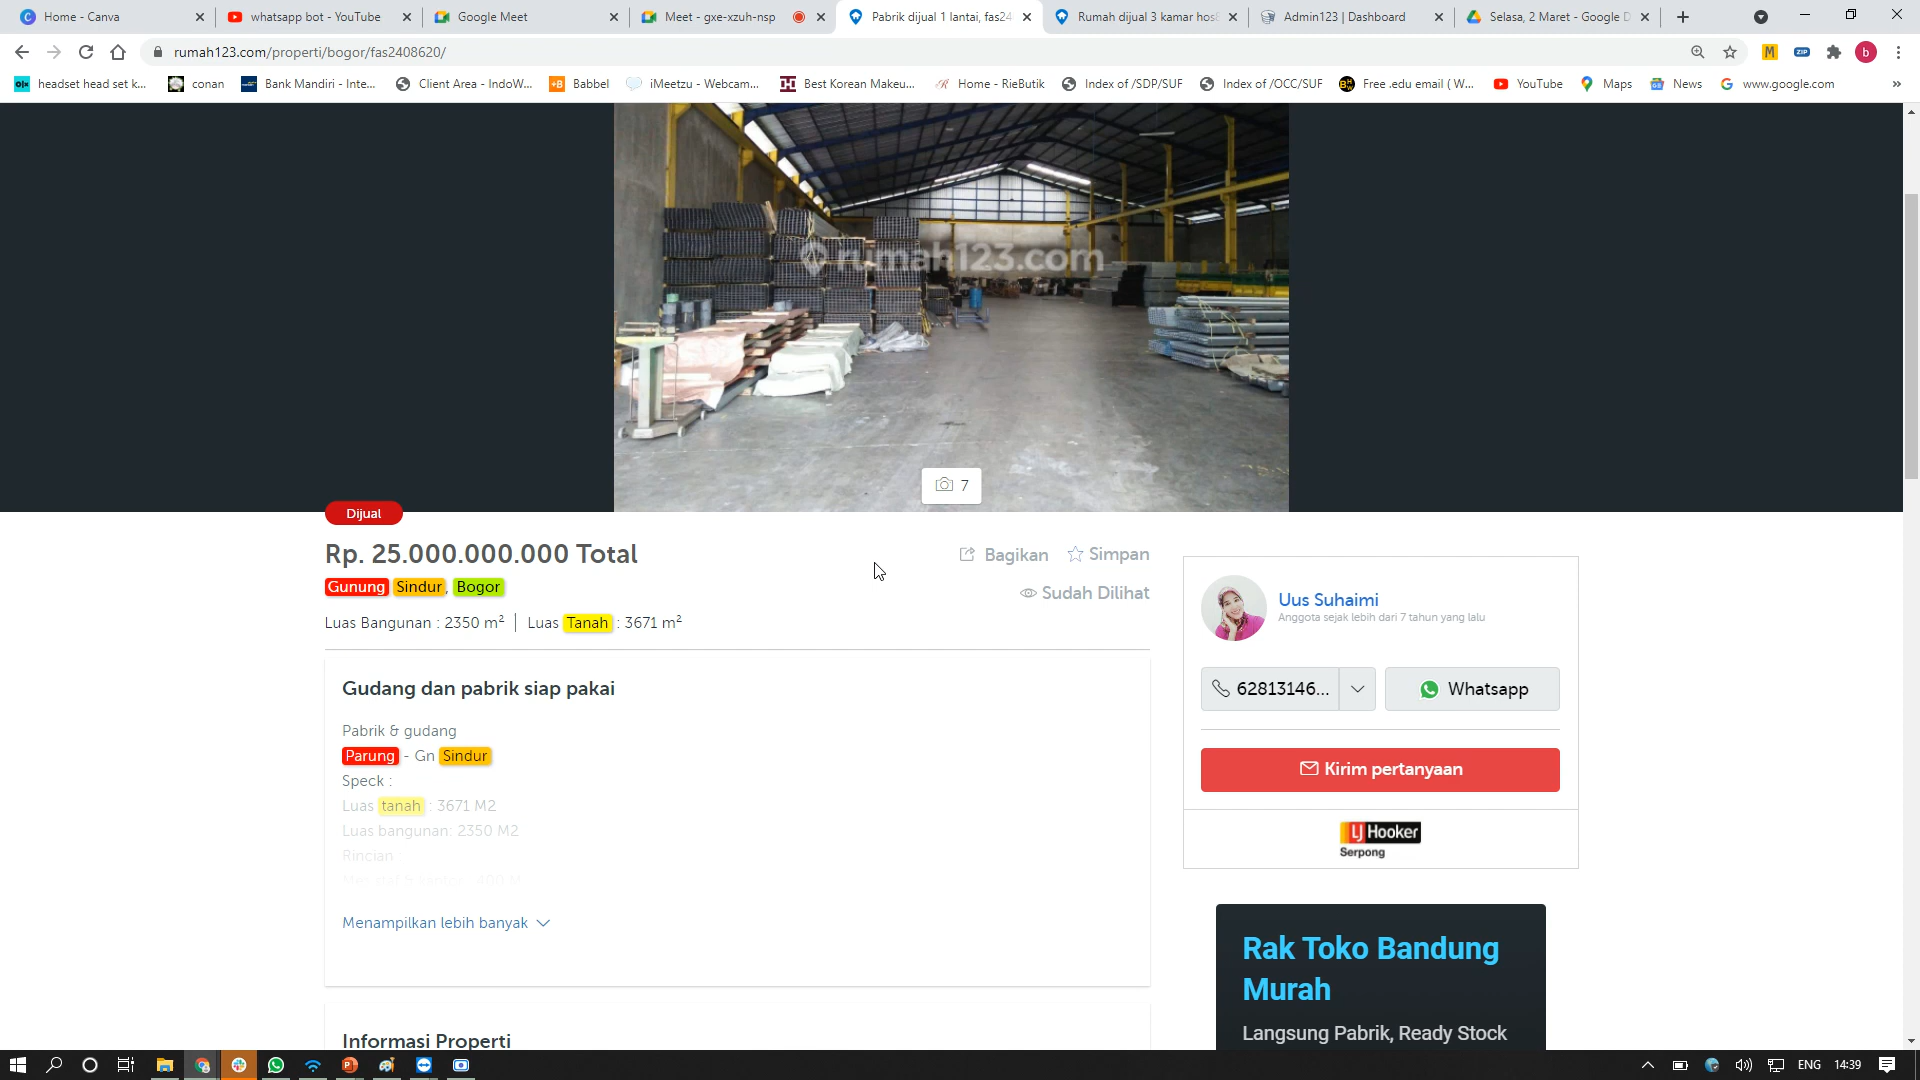 Home - Canva
whatsapp bot - YouTube
Google Meet
Meet - gxe-xzuh-nsp
Pabrik dijual 1 lantai, fas24
Rumah dijual 3 kamar hos
Admin123 | Dashboard
Selasa, 2 Maret - Google D
rumah123.com/properti/bogor/fas2408620/
M
ZIP
b
headset head set k...
conan
Bank Mandiri - Inte...
Client Area - IndoW...
Babbel
iMeetzu - Webcam...
Best Korean Makeu...
Home - RieButik
Index of /SDP/SUF
Index of /OCC/SUF
Free .edu email ( W...
YouTube
Maps
News
www.google.com
rumah123.com
7
Dijual
Rp. 25.000.000.000 Total
Bagikan
Simpan
Gunung Sindur, Bogor
Sudah Dilihat
Luas Bangunan : 2350 m² | Luas Tanah : 3671 m²
Gudang dan pabrik siap pakai
Pabrik & gudang
Parung - Gn Sindur
Speck :
Luas tanah : 3671 M2
Luas bangunan: 2350 M2
Rincian
Menampilkan lebih banyak
Informasi Properti
Uus Suhaimi
Anggota sejak lebih dari 7 tahun yang lalu
62813146...
Whatsapp
Kirim pertanyaan
LJ Hooker
Serpong
Rak Toko Bandung
Murah
Langsung Pabrik, Ready Stock
ENG
14:39